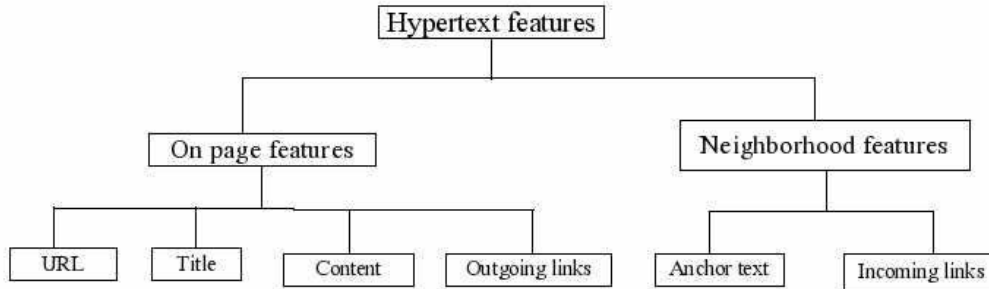 Hypertext features
On page features
Neighborhood features
URL
Title
Content
Outgoing links
Anchor text
Incoming links